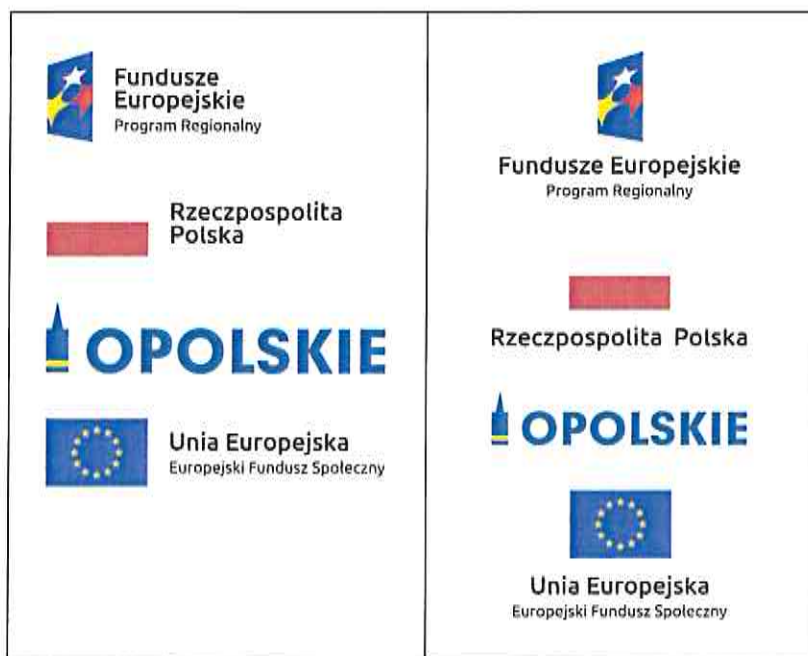 Fundusze
Europejskie
Program Regionalny
Rzeczpospolita
Polska
OPOLSKIE
Unia Europejska
Europejski Fundusz Społeczny
Fundusze Europejskie
Program Regionalny
Rzeczpospolita Polska
OPOLSKIE
Unia Europejska
Europejski Fundusz Społeczny